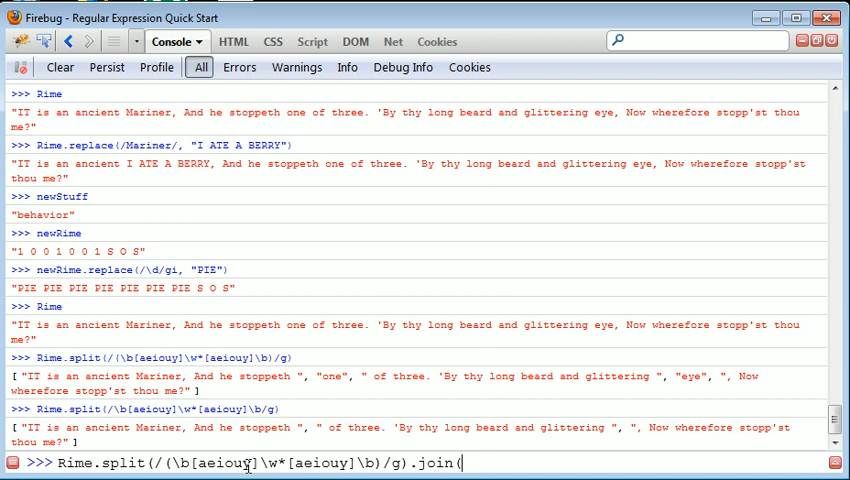 Firebug - Regular Expression Quick Start
Console HTML CSS Script DOM Net Cookies
Clear Persist Profile All Errors Warnings Info Debug Info Cookies
>>> Rime
"IT is an ancient Mariner, And he stoppeth one of three. 'By thy long beard and glittering eye, Now wherefore stopp'st thou
me?"
>>> Rime.replace(/Mariner/, "I ATE A BERRY")
"IT is an ancient I ATE A BERRY, And he stoppeth one of three. 'By thy long beard and glittering eye, Now wherefore stopp'st
thou me?"
>>> newStuff
"behavior"
>>> newRime
"1 0 0 1 0 0 1 S O S"
>>> newRime.replace(/\d/gi, "PIE")
"PIE PIE PIE PIE PIE PIE PIE S O S"
>>> Rime
"IT is an ancient Mariner, And he stoppeth one of three. 'By thy long beard and glittering eye, Now wherefore stopp'st thou
me?"
>>> Rime.split(/(\b[aeiouy]\w*[aeiouy]\b)/g)
["IT is an ancient Mariner, And he stoppeth ", "one", " of three. 'By thy long beard and glittering ", "eye", ", Now
wherefore stopp'st thou me?"]
>>> Rime.split(/\b[aeiouy]\w*[aeiouy]\b/g)
["IT is an ancient Mariner, And he stoppeth ", " of three. 'By thy long beard and glittering ", ", Now wherefore stopp'st
thou me?"]
>>> Rime.split(/(\b[aeiouy]\w*[aeiouy]\b)/g).join(